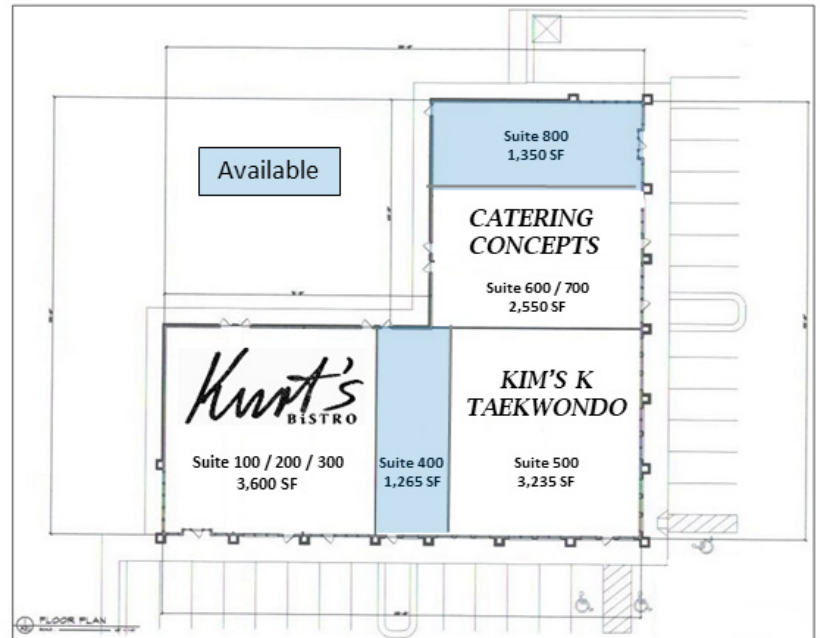 Suite 800
1,350 SF
Available
CATERING
CONCEPTS
Suite 600 / 700
2,550 SF
Kurt's
BiSTRO
Suite 100 / 200 / 300
3,600 SF
Suite 400
1,265 SF
KIM'S K
TAEKWONDO
Suite 500
3,235 SF
FLOOR PLAN